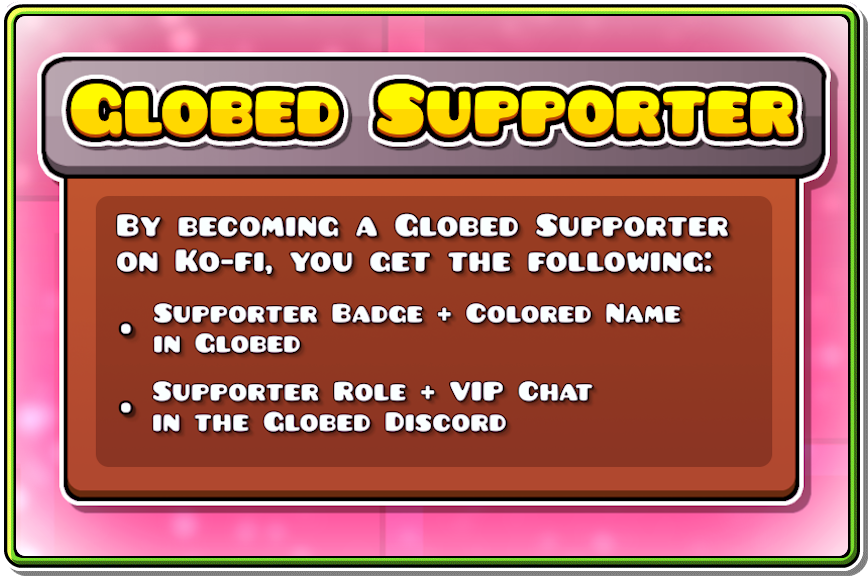 Globed Supporter
By becoming a Globed Supporter
on Ko-fi, you get the following:
• Supporter Badge + Colored Name
in Globed
• Supporter Role + VIP Chat
in the Globed Discord